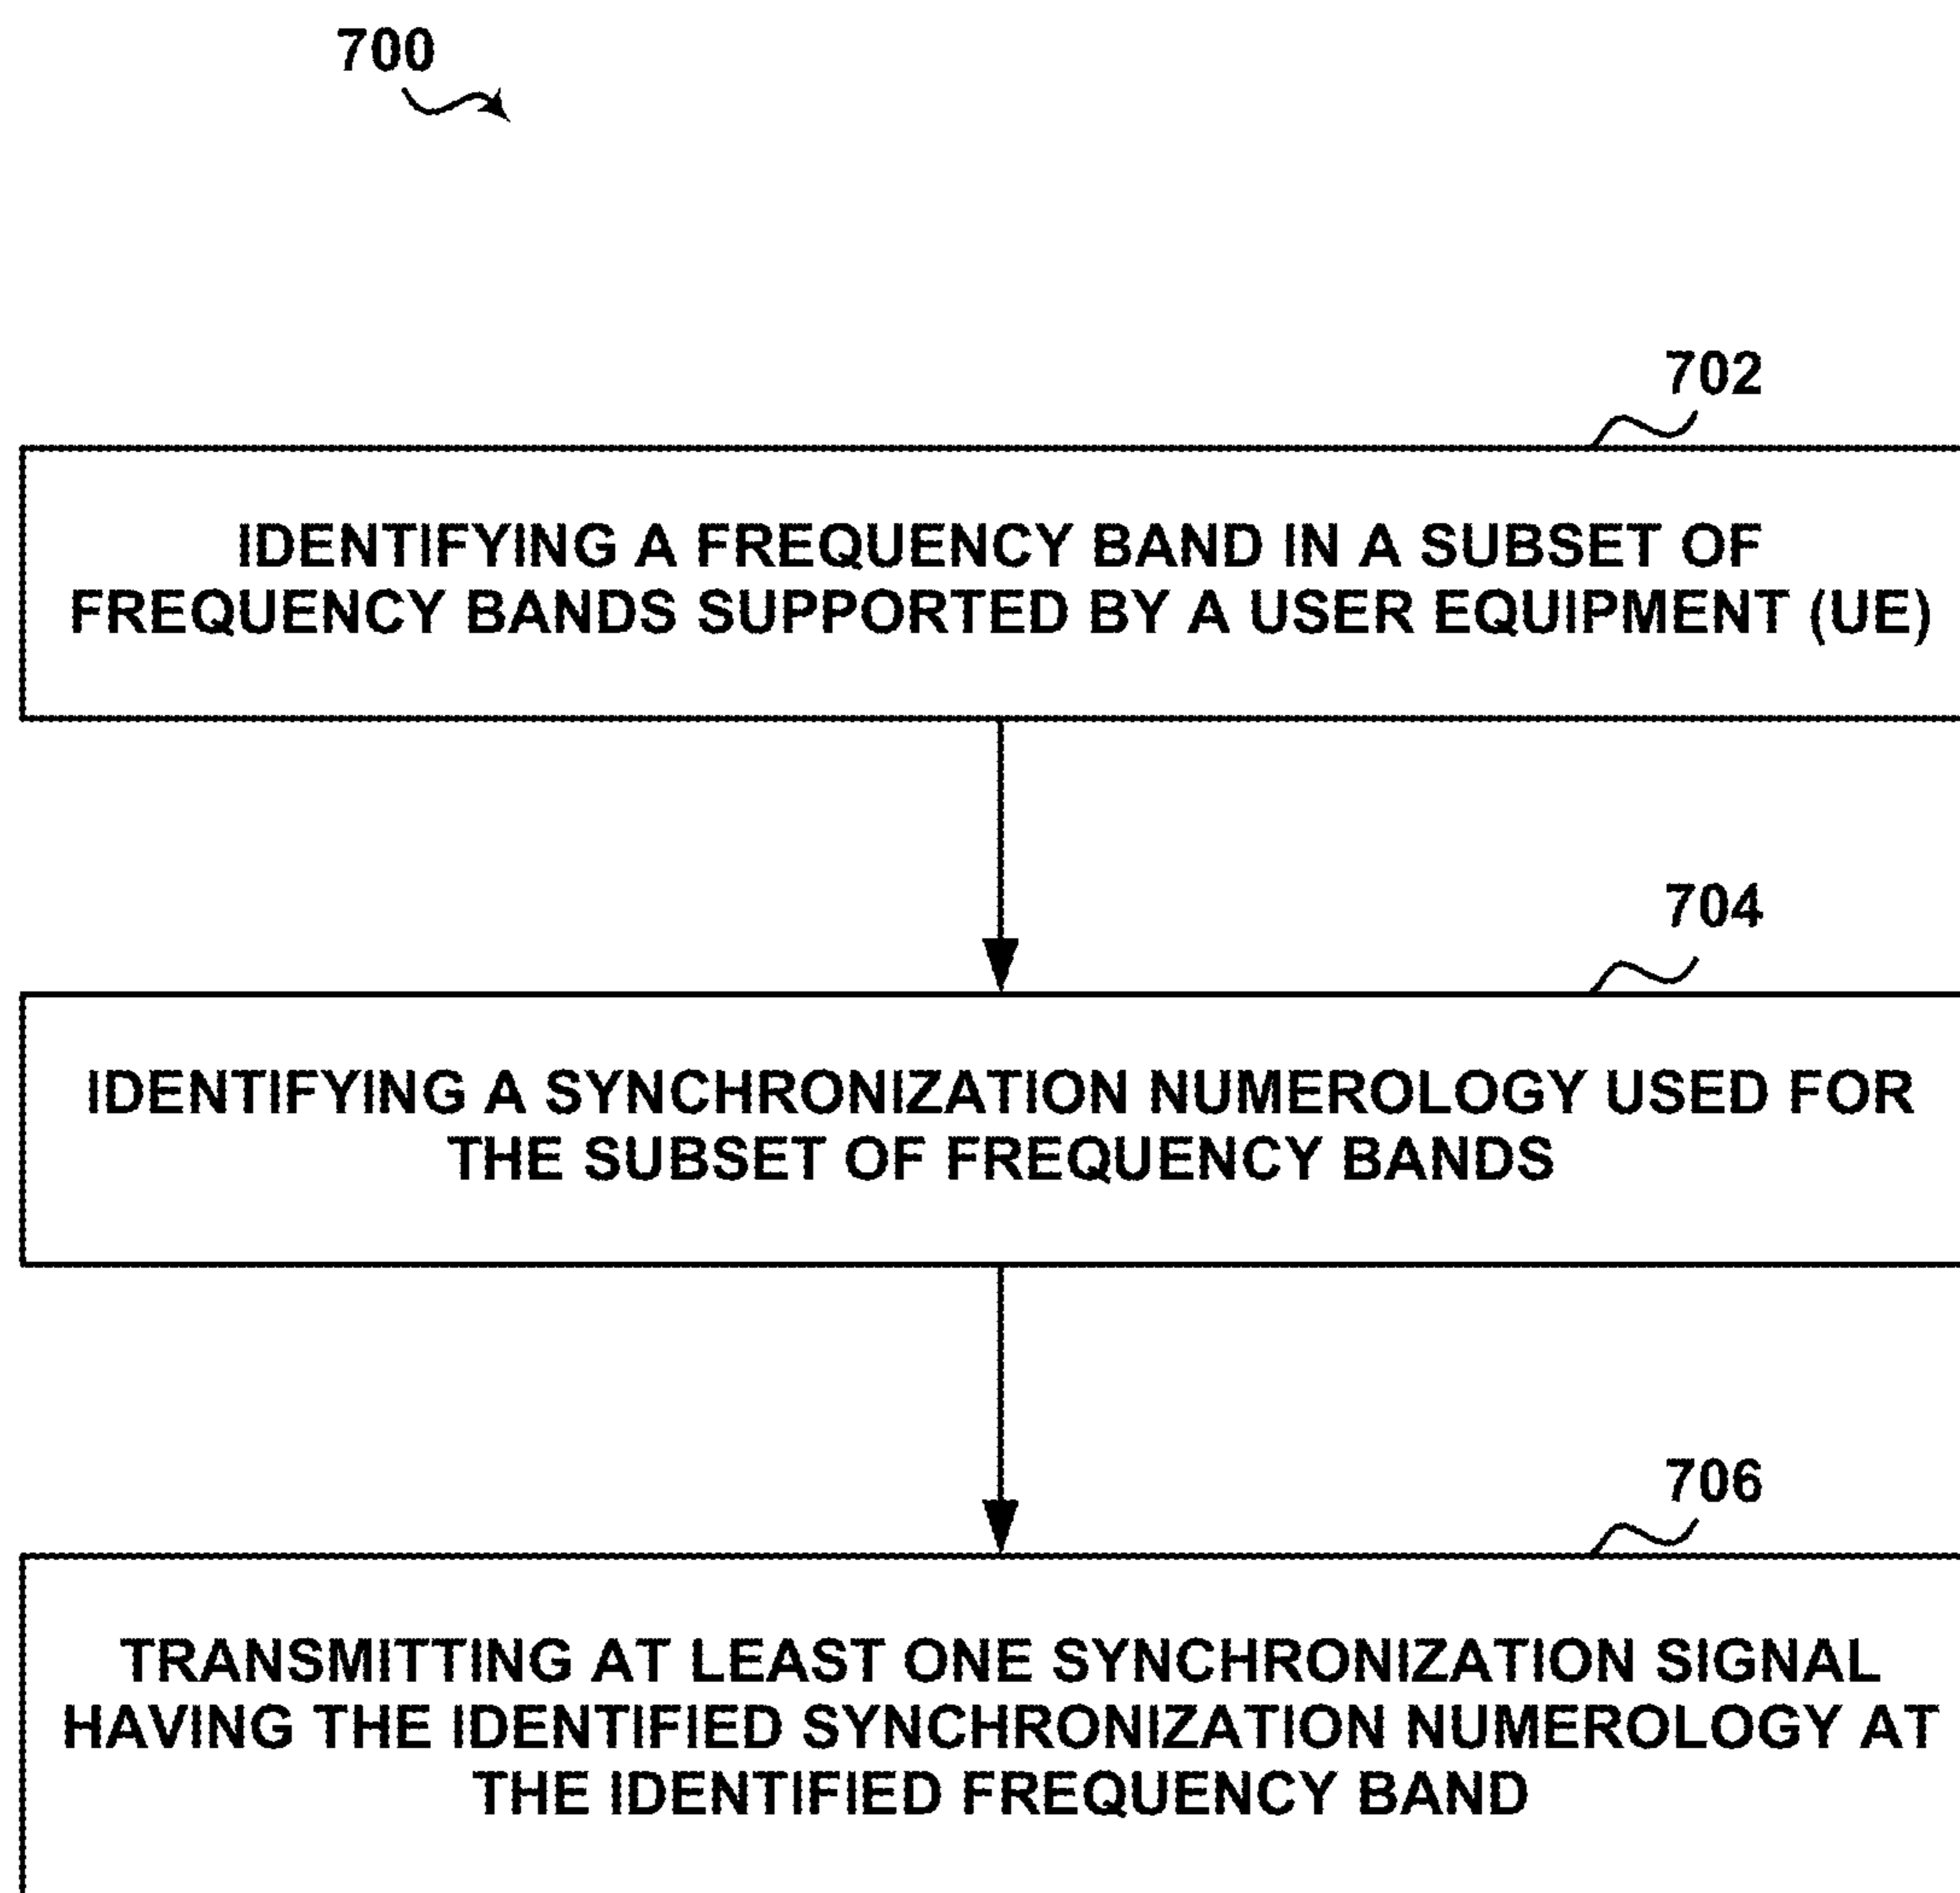 700
702
IDENTIFYING A FREQUENCY BAND IN A SUBSET OF
FREQUENCY BANDS SUPPORTED BY A USER EQUIPMENT (UE)
704
IDENTIFYING A SYNCHRONIZATION NUMEROLOGY USED FOR
THE SUBSET OF FREQUENCY BANDS
706
TRANSMITTING AT LEAST ONE SYNCHRONIZATION SIGNAL
HAVING THE IDENTIFIED SYNCHRONIZATION NUMEROLOGY AT
THE IDENTIFIED FREQUENCY BAND